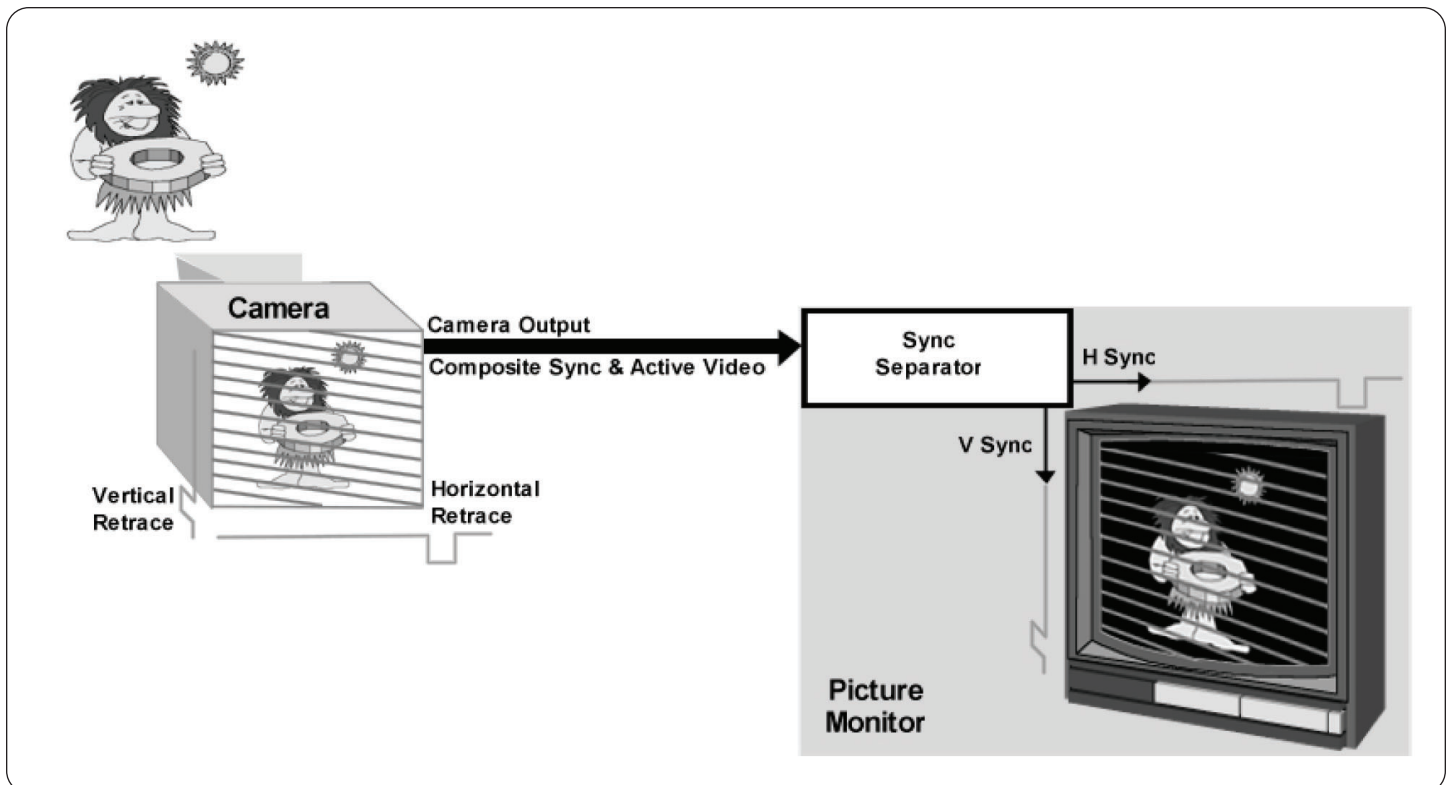 Camera
Camera Output
Composite Sync & Active Video
Sync
Separator
H Sync
V Sync
Vertical
Retrace
Horizontal
Retrace
Picture
Monitor